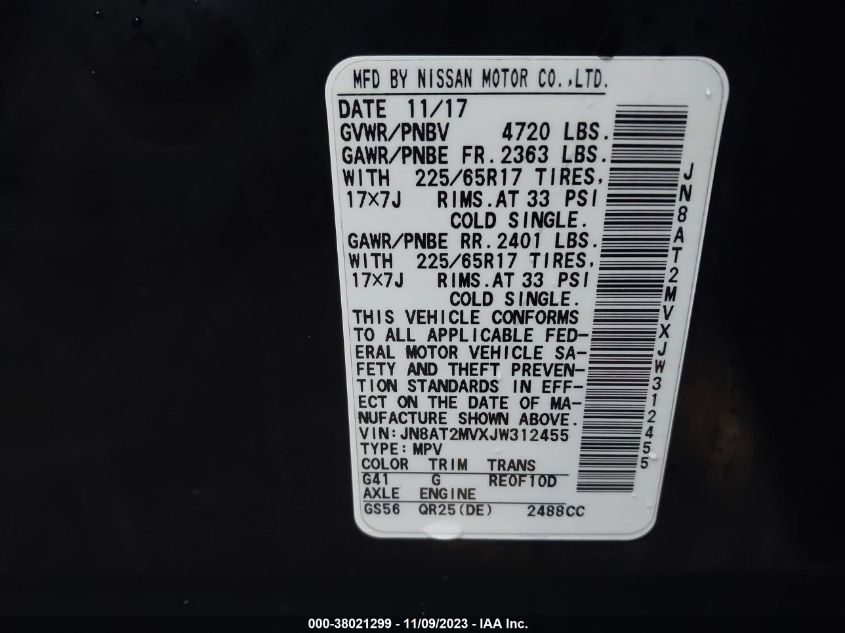 MFD BY NISSAN MOTOR CO.,LTD.
DATE 11/17
GVWR/PNBV 4720 LBS.
GAWR/PNBE FR. 2363 LBS.
WITH 225/65R17 TIRES,
17×7J RIMS.AT 33 PSI
COLD SINGLE.
GAWR/PNBE RR. 2401 LBS.
WITH 225/65R17 TIRES,
17×7J RIMS.AT 33 PSI
COLD SINGLE.
THIS VEHICLE CONFORMS
TO ALL APPLICABLE FED-
ERAL MOTOR VEHICLE SA-
FETY AND THEFT PREVEN-
TION STANDARDS IN EFF-
ECT ON THE DATE OF MA-
NUFACTURE SHOWN ABOVE.
VIN:JN8AT2MVXJW312455
TYPE:MPV
COLOR TRIM TRANS
G41 G RE0F10D
AXLE ENGINE
GS56 QR25(DE) 2488CC
JN8AT2MVXJW312455
000-38021299 - 11/09/2023 - IAA Inc.